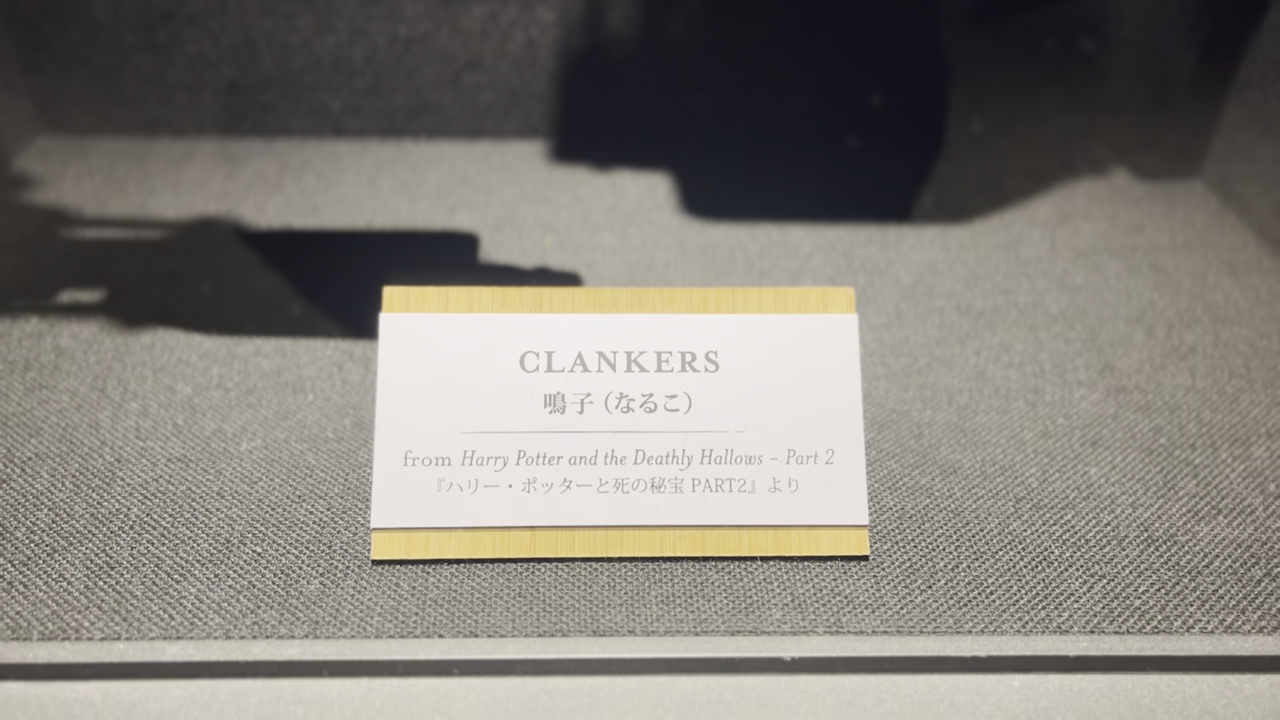 CLANKERS
鳴子（なるこ）
from Harry Potter and the Deathly Hallows – Part 2
『ハリー・ポッターと死の秘宝 PART2』より